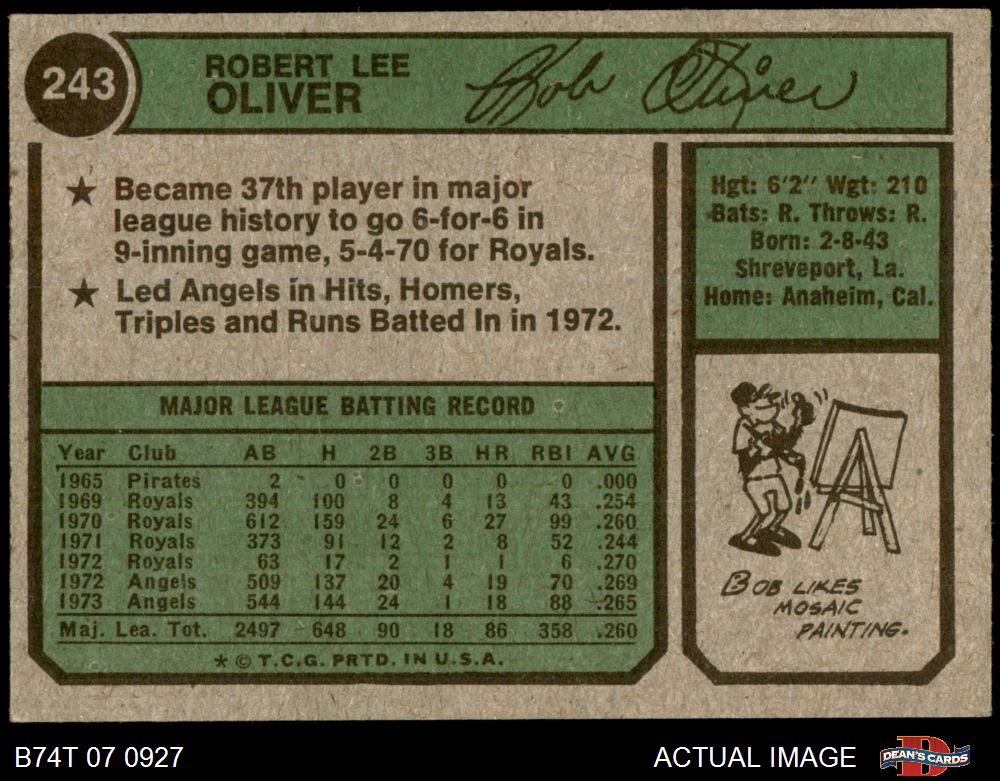 243
ROBERT LEE
OLIVER
Bob Oliver
★ Became 37th player in major
league history to go 6-for-6 in
9-inning game, 5-4-70 for Royals.
★ Led Angels in Hits, Homers,
Triples and Runs Batted In in 1972.
Hgt: 6'2" Wgt: 210
Bats: R. Throws: R.
Born: 2-8-43
Shreveport, La.
Home: Anaheim, Cal.
MAJOR LEAGUE BATTING RECORD
Year Club AB H 2B 3B HR RBI AVG
1965 Pirates 2 0 0 0 0 0 .000
1969 Royals 394 100 8 4 13 43 .254
1970 Royals 612 159 24 6 27 99 .260
1971 Royals 373 91 12 2 8 52 .244
1972 Royals 63 17 2 1 1 6 .270
1972 Angels 509 137 20 4 19 70 .269
1973 Angels 544 144 24 1 18 88 .265
Maj. Lea. Tot. 2497 648 90 18 86 358 .260
* © T.C.G. PRTD. IN U.S.A.
BOB LIKES
MOSAIC
PAINTING.
B74T 07 0927
ACTUAL IMAGE
D
DEAN'S CARDS